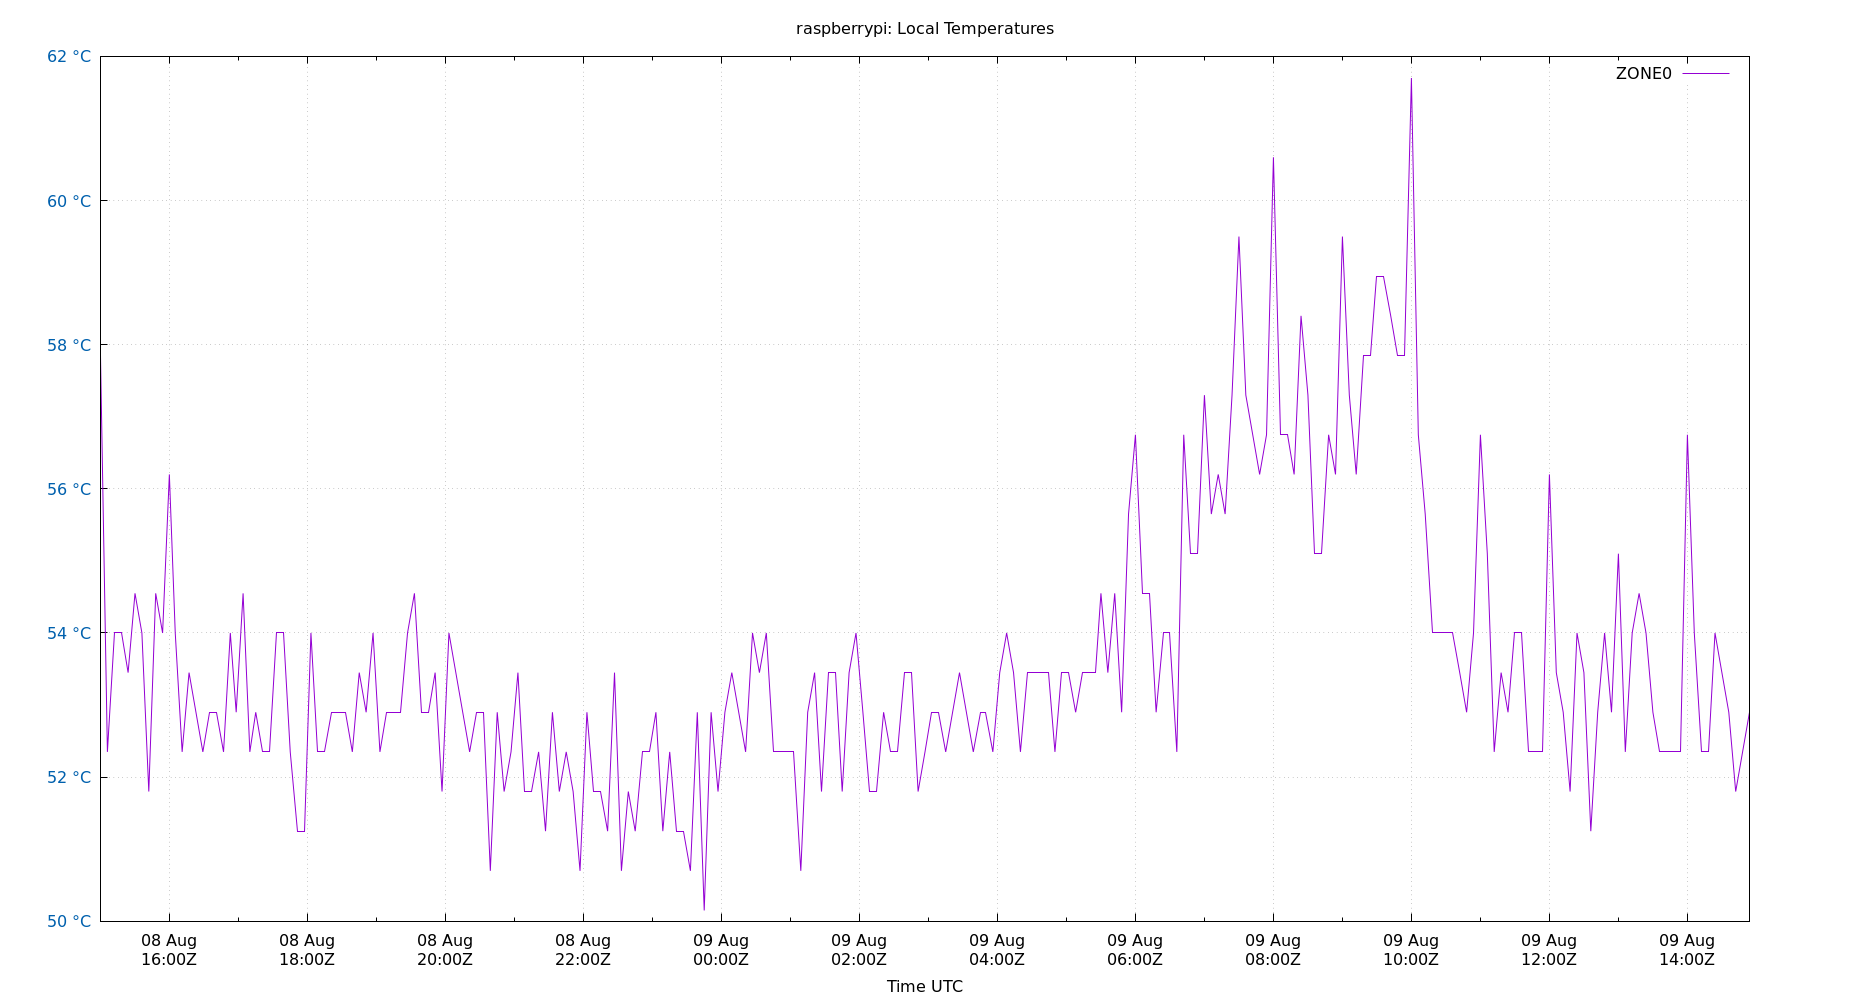 raspberrypi: Local Temperatures
62 °C
ZONE0
60 °C
58 °C
56 °C
54 °C
52 °C
50 °C
08 Aug 08 Aug 08 Aug 08 Aug 09 Aug 09 Aug 09 Aug 09 Aug 09 Aug 09 Aug 09 Aug 09 Aug
16:00Z 18:00Z 20:00Z 22:00Z 00:00Z 02:00Z 04:00Z 06:00Z 08:00Z 10:00Z 12:00Z 14:00Z
Time UTC